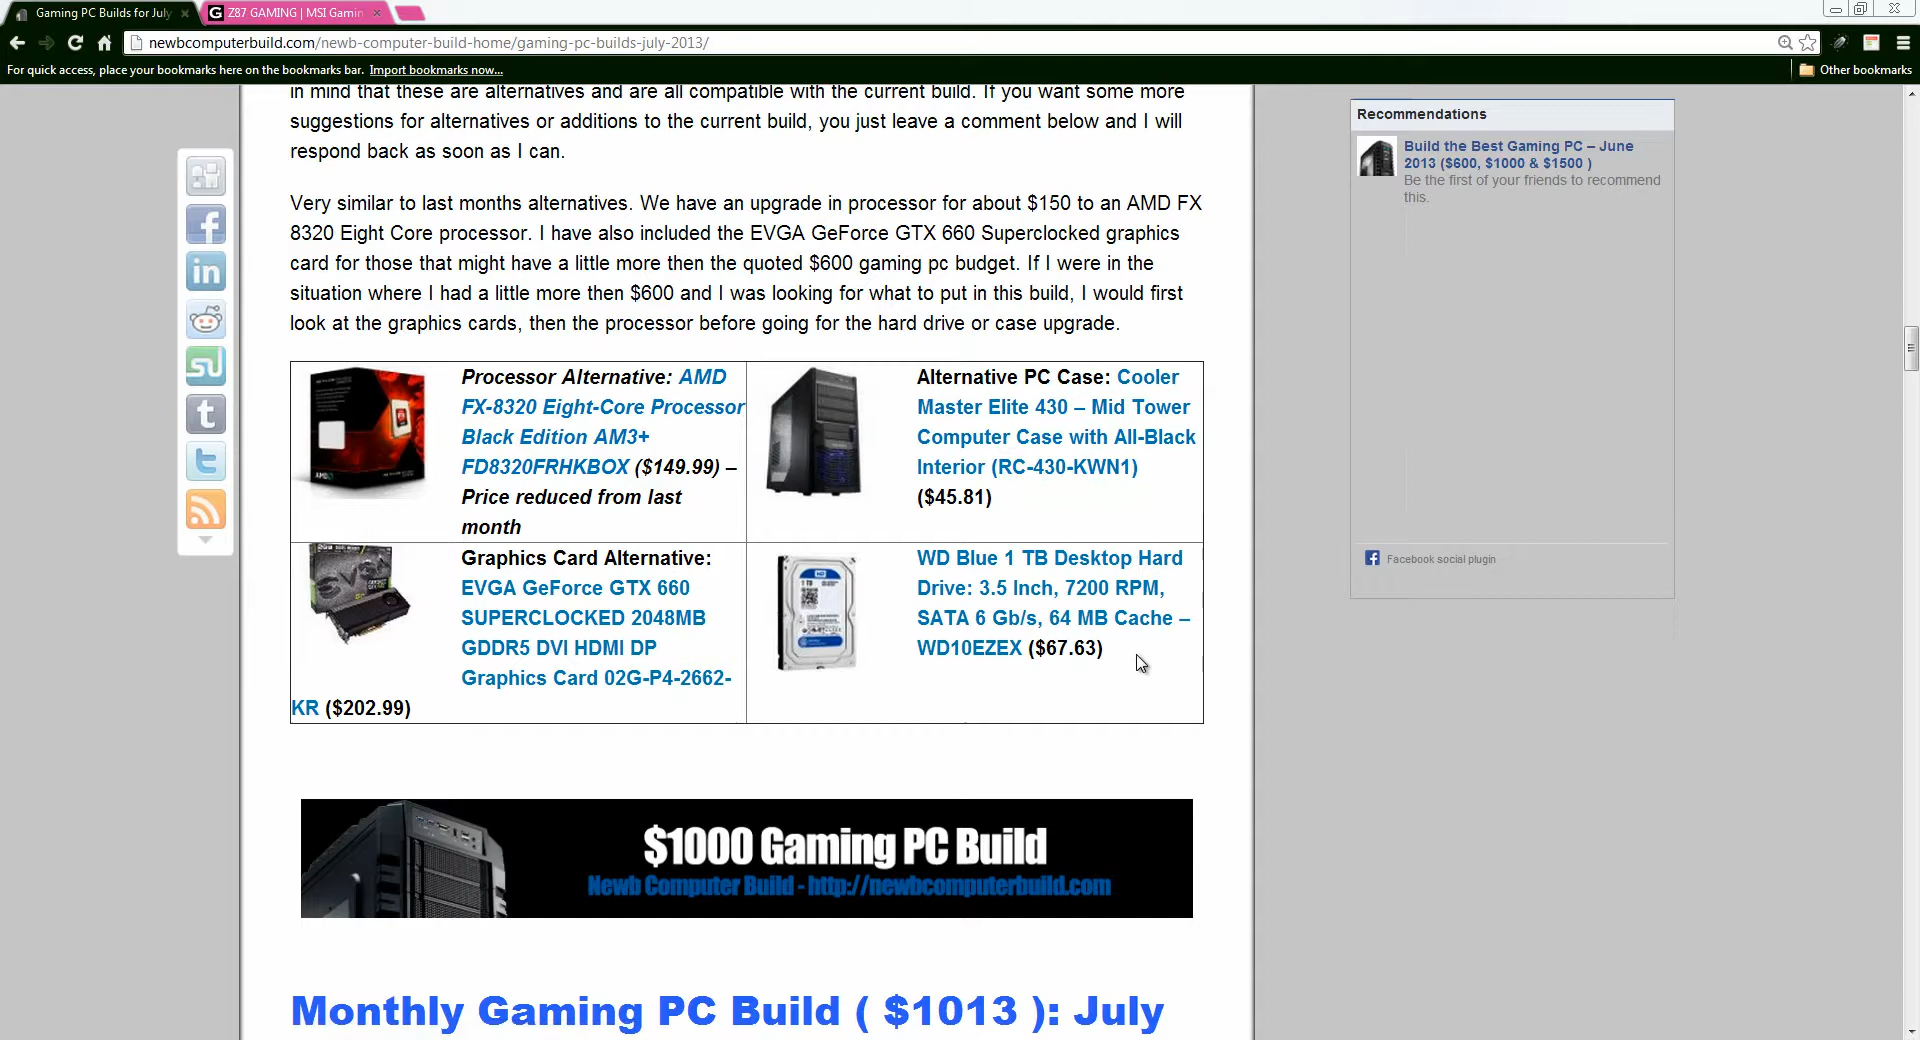 Gaming PC Builds for July
Z87 GAMING | MSI Gamin
newbcomputerbuild.com/newb-computer-build-home/gaming-pc-builds-july-2013/
For quick access, place your bookmarks here on the bookmarks bar. Import bookmarks now...
Other bookmarks
in mind that these are alternatives and are all compatible with the current build. If you want some more
suggestions for alternatives or additions to the current build, you just leave a comment below and I will
respond back as soon as I can.
Very similar to last months alternatives. We have an upgrade in processor for about $150 to an AMD FX
8320 Eight Core processor. I have also included the EVGA GeForce GTX 660 Superclocked graphics
card for those that might have a little more then the quoted $600 gaming pc budget. If I were in the
situation where I had a little more then $600 and I was looking for what to put in this build, I would first
look at the graphics cards, then the processor before going for the hard drive or case upgrade.
Processor Alternative: AMD
FX-8320 Eight-Core Processor
Black Edition AM3+
FD8320FRHKBOX ($149.99) –
Price reduced from last
month
Alternative PC Case: Cooler
Master Elite 430 – Mid Tower
Computer Case with All-Black
Interior (RC-430-KWN1)
($45.81)
Graphics Card Alternative:
EVGA GeForce GTX 660
SUPERCLOCKED 2048MB
GDDR5 DVI HDMI DP
Graphics Card 02G-P4-2662-
KR ($202.99)
WD Blue 1 TB Desktop Hard
Drive: 3.5 Inch, 7200 RPM,
SATA 6 Gb/s, 64 MB Cache –
WD10EZEX ($67.63)
$1000 Gaming PC Build
Newb Computer Build - http://newbcomputerbuild.com
Monthly Gaming PC Build ( $1013 ): July
Recommendations
Build the Best Gaming PC – June
2013 ($600, $1000 & $1500 )
Be the first of your friends to recommend
this.
Facebook social plugin